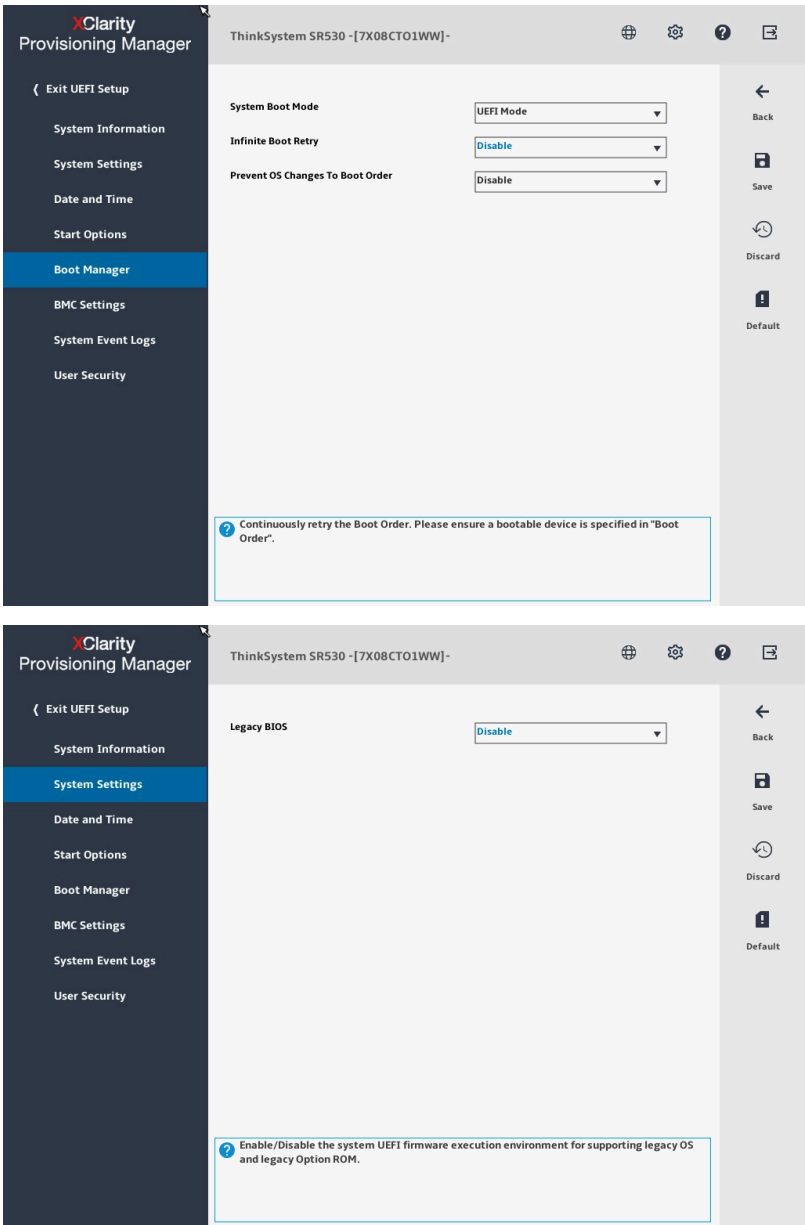 XClarity
Provisioning Manager
ThinkSystem SR530 -[7X08CTO1WW]-
Exit UEFI Setup
System Information
System Settings
Date and Time
Start Options
Boot Manager
BMC Settings
System Event Logs
User Security
System Boot Mode
UEFI Mode
Infinite Boot Retry
Disable
Prevent OS Changes To Boot Order
Disable
Back
Save
Discard
Default
Continuously retry the Boot Order. Please ensure a bootable device is specified in "Boot
Order".
XClarity
Provisioning Manager
ThinkSystem SR530 -[7X08CTO1WW]-
Exit UEFI Setup
System Information
System Settings
Date and Time
Start Options
Boot Manager
BMC Settings
System Event Logs
User Security
Legacy BIOS
Disable
Back
Save
Discard
Default
Enable/Disable the system UEFI firmware execution environment for supporting legacy OS
and legacy Option ROM.